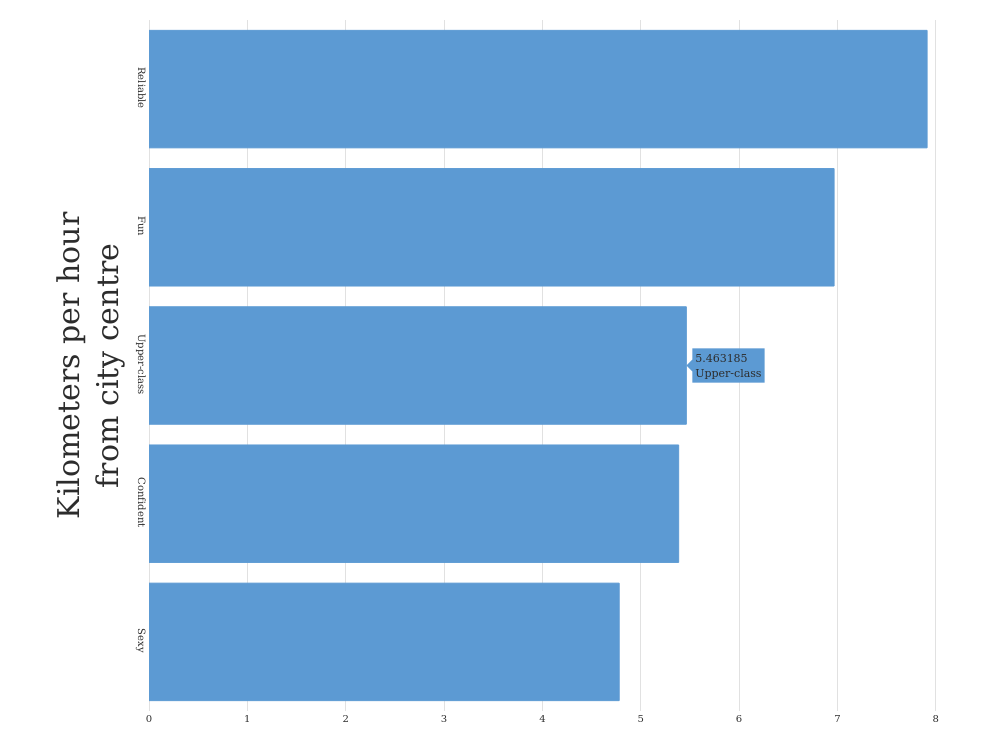 Kilometers per hour
from city centre
Reliable
Fun
Upper-class
Confident
Sexy
5.463185
Upper-class
0 1 2 3 4 5 6 7 8